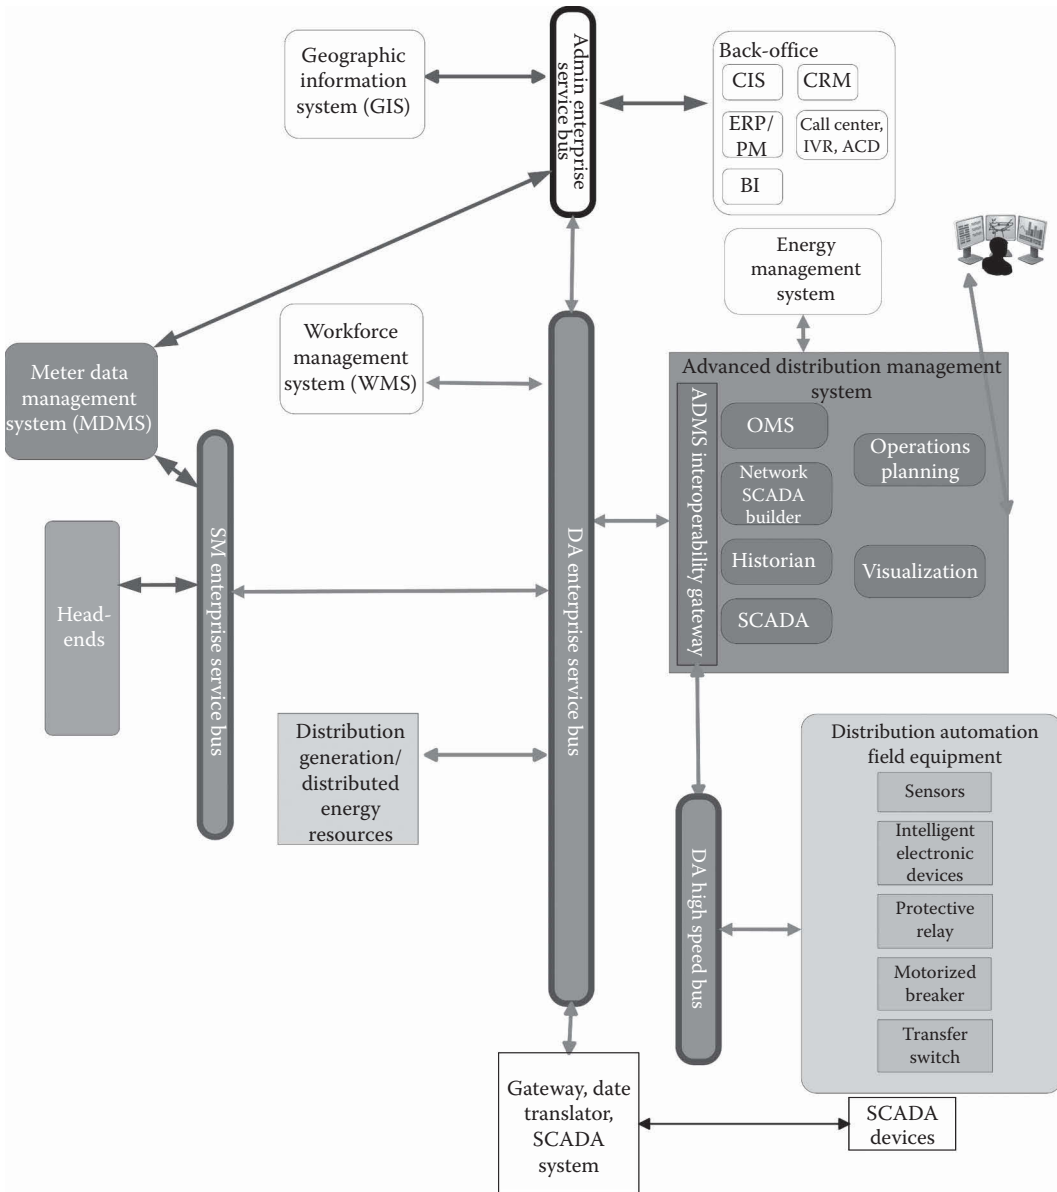 Geographic
information
system (GIS)
Admin enterprise
service bus
Back-office
CIS
CRM
ERP/
PM
Call center,
IVR, ACD
BI
Energy
management
system
Workforce
management
system (WMS)
Meter data
management
system (MDMS)
Advanced distribution management
system
ADMS interoperability gateway
OMS
Network
SCADA
builder
Historian
SCADA
Operations
planning
Visualization
SM enterprise service bus
DA enterprise service bus
Head-
ends
Distribution
generation/
distributed
energy
resources
DA high speed bus
Distribution automation
field equipment
Sensors
Intelligent
electronic
devices
Protective
relay
Motorized
breaker
Transfer
switch
Gateway, date
translator,
SCADA
system
SCADA
devices